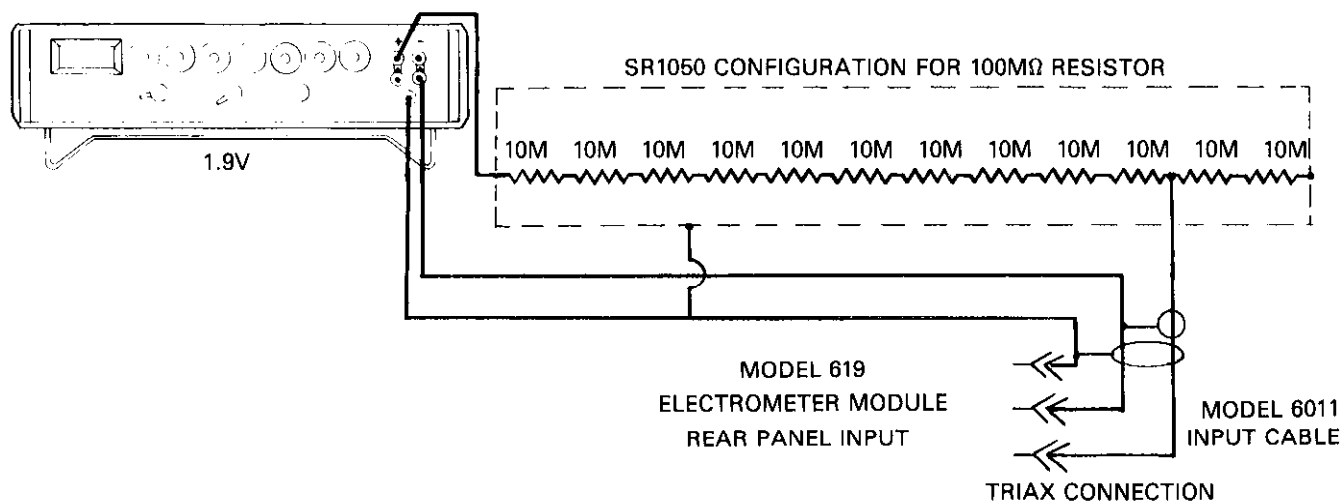 + –
SR1050 CONFIGURATION FOR 100MΩ RESISTOR
10M 10M 10M 10M 10M 10M 10M 10M 10M 10M 10M 10M
1.9V
MODEL 619
ELECTROMETER MODULE
REAR PANEL INPUT
MODEL 6011
INPUT CABLE
TRIAX CONNECTION